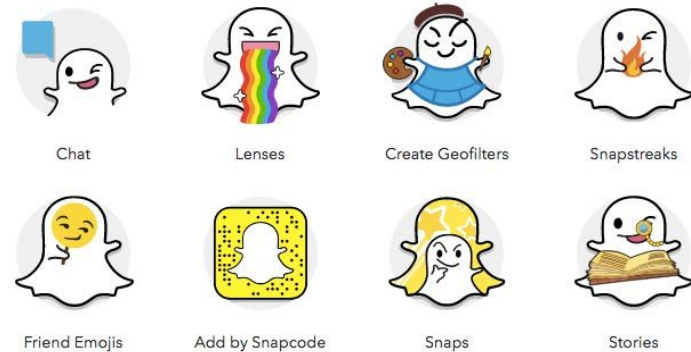 Chat
Lenses
Create Geofilters
Snapstreaks
Friend Emojis
Add by Snapcode
Snaps
Stories